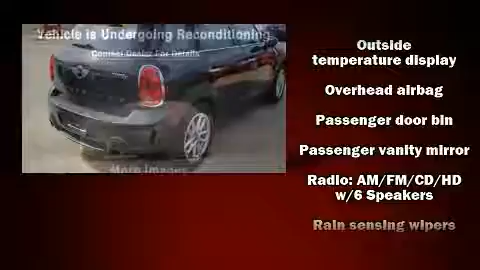 Vehicle is Undergoing Reconditioning
Contact Dealer For Details
More Images
Outside
temperature display
Overhead airbag
Passenger door bin
Passenger vanity mirror
Radio: AM/FM/CD/HD
w/6 Speakers
Rain sensing wipers